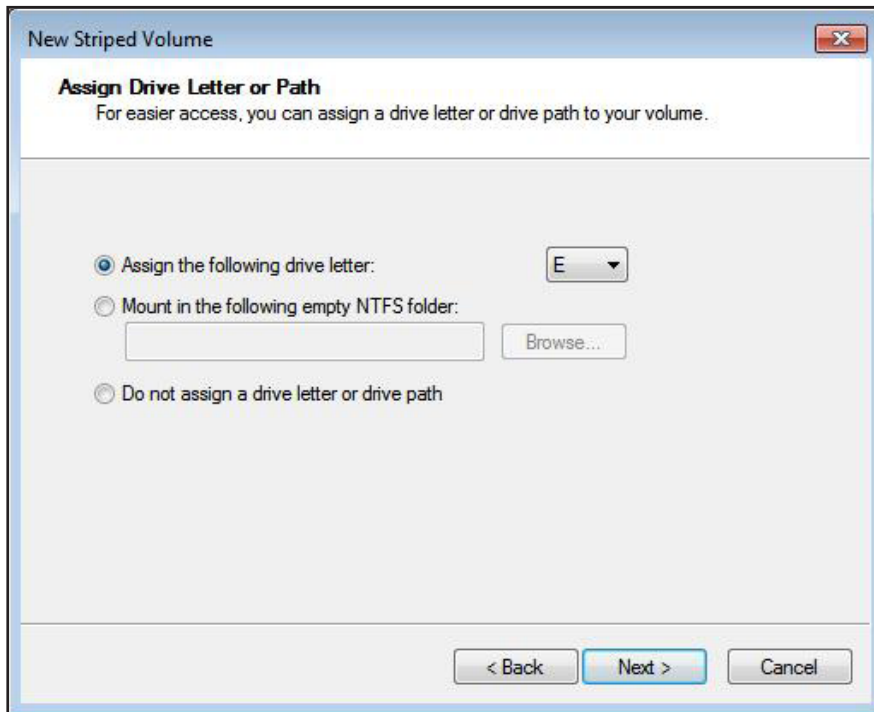 New Striped Volume
Assign Drive Letter or Path
For easier access, you can assign a drive letter or drive path to your volume.
Assign the following drive letter: E
Mount in the following empty NTFS folder:
Browse...
Do not assign a drive letter or drive path
< Back Next > Cancel